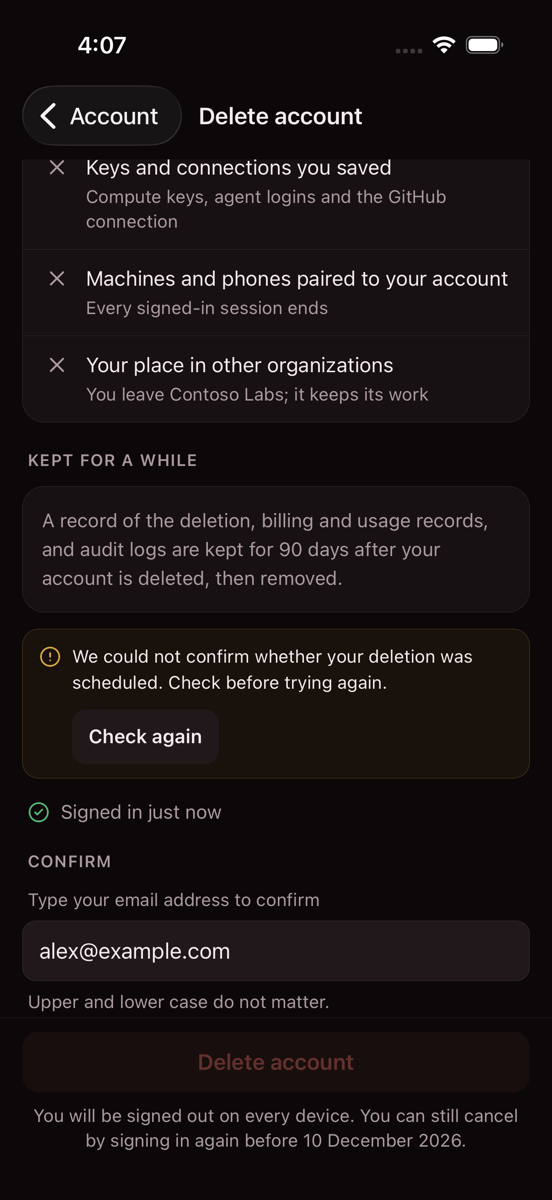 4:07
Account
Delete account
Keys and connections you saved
Compute keys, agent logins and the GitHub
connection
Machines and phones paired to your account
Every signed-in session ends
Your place in other organizations
You leave Contoso Labs; it keeps its work
KEPT FOR A WHILE
A record of the deletion, billing and usage records,
and audit logs are kept for 90 days after your
account is deleted, then removed.
We could not confirm whether your deletion was
scheduled. Check before trying again.
Check again
Signed in just now
CONFIRM
Type your email address to confirm
alex@example.com
Upper and lower case do not matter.
Delete account
You will be signed out on every device. You can still cancel
by signing in again before 10 December 2026.